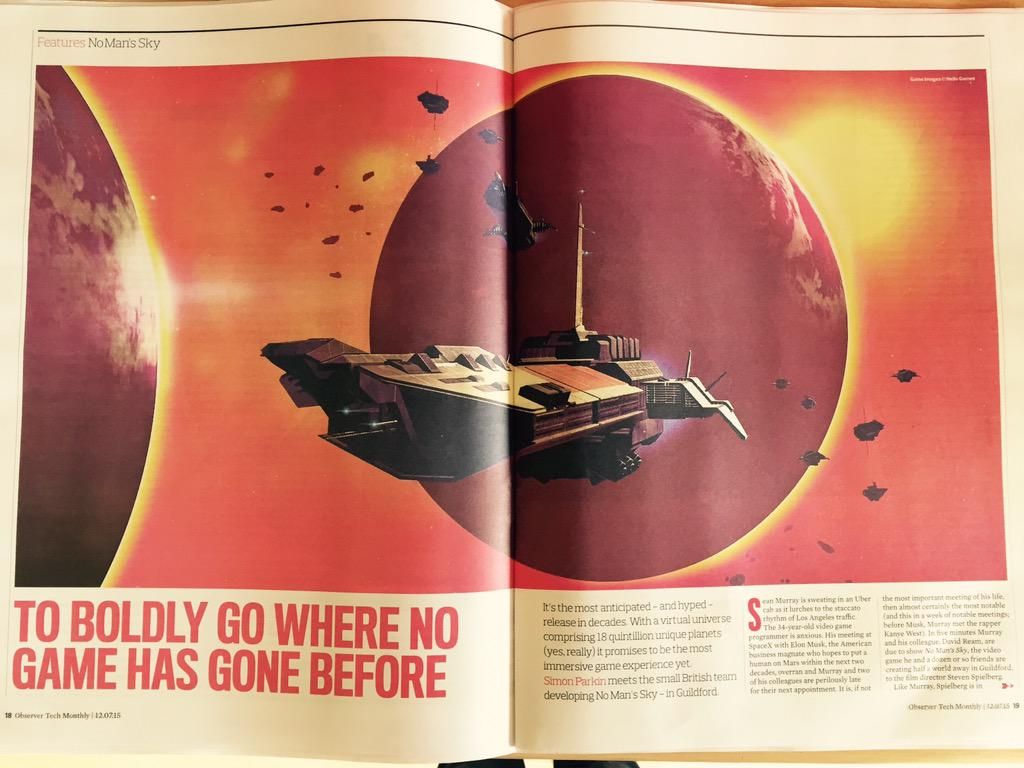 Features No Man's Sky
Game Images © Hello Games
TO BOLDLY GO WHERE NO
GAME HAS GONE BEFORE
It's the most anticipated – and hyped –
release in decades. With a virtual universe
comprising 18 quintillion unique planets
(yes, really) it promises to be the most
immersive game experience yet.
Simon Parkin meets the small British team
developing No Man's Sky – in Guildford.
Sean Murray is sweating in an Uber
cab as it lurches to the staccato
rhythm of Los Angeles traffic.
The 34-year-old video game
programmer is anxious. His meeting at
SpaceX with Elon Musk, the American
business magnate who hopes to put a
human on Mars within the next two
decades, overran and Murray and two
of his colleagues are perilously late
for their next appointment. It is, if not
the most important meeting of his life,
then almost certainly the most notable
(and this in a week of notable meetings;
before Musk, Murray met the rapper
Kanye West). In five minutes Murray
and his colleague, David Ream, are
due to show No Man's Sky, the video
game he and a dozen or so friends are
creating half a world away in Guildford,
to the film director Steven Spielberg.
Like Murray, Spielberg is in
18 Observer Tech Monthly | 12.07.15
Observer Tech Monthly | 12.07.15 19